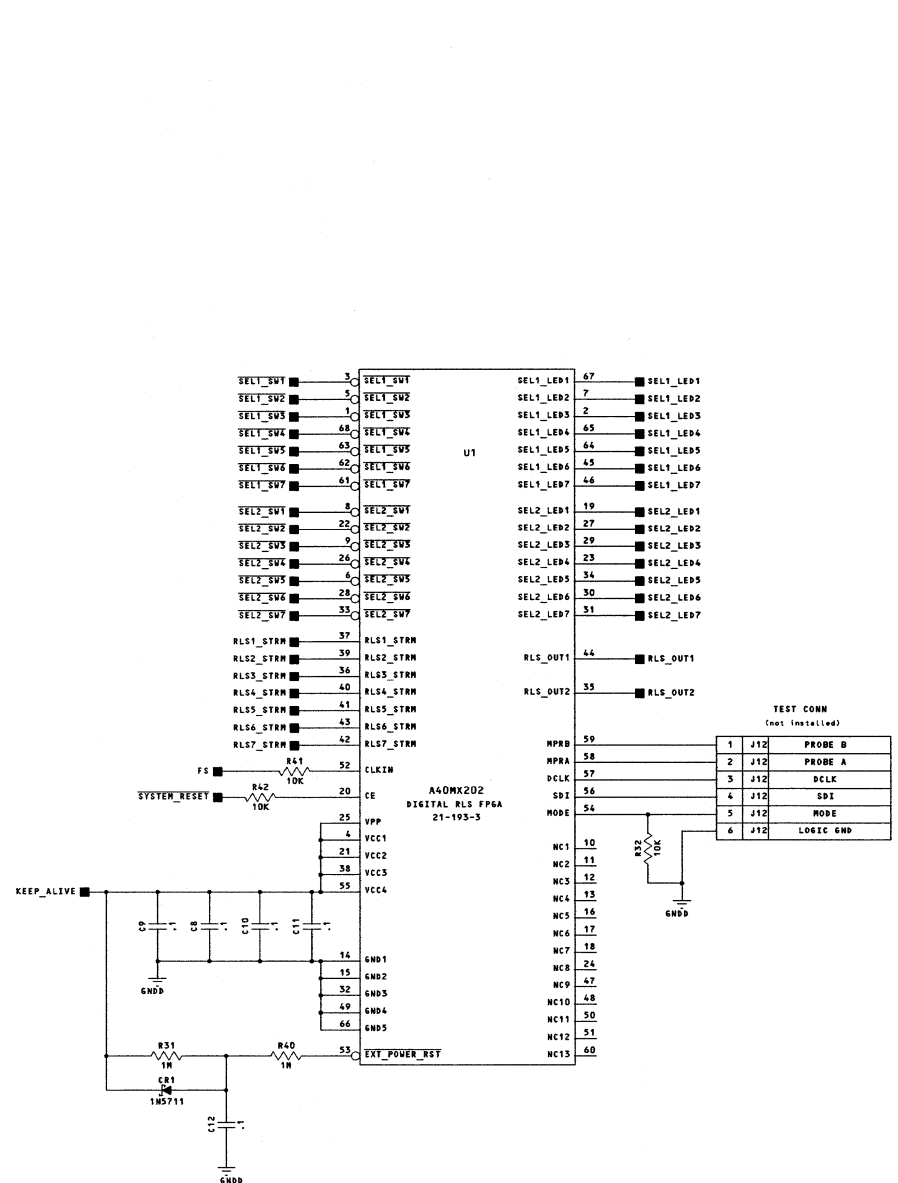 SEL1_SW1 3 SEL1_SW1 SEL1_LED1 67 SEL1_LED1
SEL1_SW2 5 SEL1_SW2 SEL1_LED2 7 SEL1_LED2
SEL1_SW3 1 SEL1_SW3 SEL1_LED3 2 SEL1_LED3
SEL1_SW4 68 SEL1_SW4 SEL1_LED4 65 SEL1_LED4
SEL1_SW5 63 SEL1_SW5 SEL1_LED5 64 SEL1_LED5
U1
SEL1_SW6 62 SEL1_SW6 SEL1_LED6 45 SEL1_LED6
SEL1_SW7 61 SEL1_SW7 SEL1_LED7 46 SEL1_LED7
SEL2_SW1 8 SEL2_SW1 SEL2_LED1 19 SEL2_LED1
SEL2_SW2 22 SEL2_SW2 SEL2_LED2 27 SEL2_LED2
SEL2_SW3 9 SEL2_SW3 SEL2_LED3 29 SEL2_LED3
SEL2_SW4 26 SEL2_SW4 SEL2_LED4 23 SEL2_LED4
SEL2_SW5 6 SEL2_SW5 SEL2_LED5 34 SEL2_LED5
SEL2_SW6 28 SEL2_SW6 SEL2_LED6 30 SEL2_LED6
SEL2_SW7 33 SEL2_SW7 SEL2_LED7 31 SEL2_LED7
RLS1_STRM 37 RLS1_STRM
RLS2_STRM 39 RLS2_STRM RLS_OUT1 44 RLS_OUT1
RLS3_STRM 36 RLS3_STRM
RLS4_STRM 40 RLS4_STRM RLS_OUT2 35 RLS_OUT2
RLS5_STRM 41 RLS5_STRM
RLS6_STRM 43 RLS6_STRM
RLS7_STRM 42 RLS7_STRM
TEST CONN
(not installed)
MPRB 59 1 J12 PROBE B
MPRA 58 2 J12 PROBE A
DCLK 57 3 J12 DCLK
SDI 56 4 J12 SDI
MODE 54 5 J12 MODE
6 J12 LOGIC GND
R32
10K
GNDD
FS R41 10K 52 CLKIN
SYSTEM_RESET R42 10K 20 CE
A40MX202
DIGITAL RLS FPGA
21-193-3
25 VPP
4 VCC1
21 VCC2
38 VCC3
KEEP_ALIVE 55 VCC4
NC1 10
NC2 11
NC3 12
NC4 13
NC5 16
NC6 17
NC7 18
NC8 24
NC9 47
NC10 48
NC11 50
NC12 51
NC13 60
C9 .1 C8 .1 C10 .1 C11 .1
GNDD
14 GND1
15 GND2
32 GND3
49 GND4
66 GND5
R31 1M R40 1M 53 EXT_POWER_RST
CR1
1N5711
C12 .1
GNDD